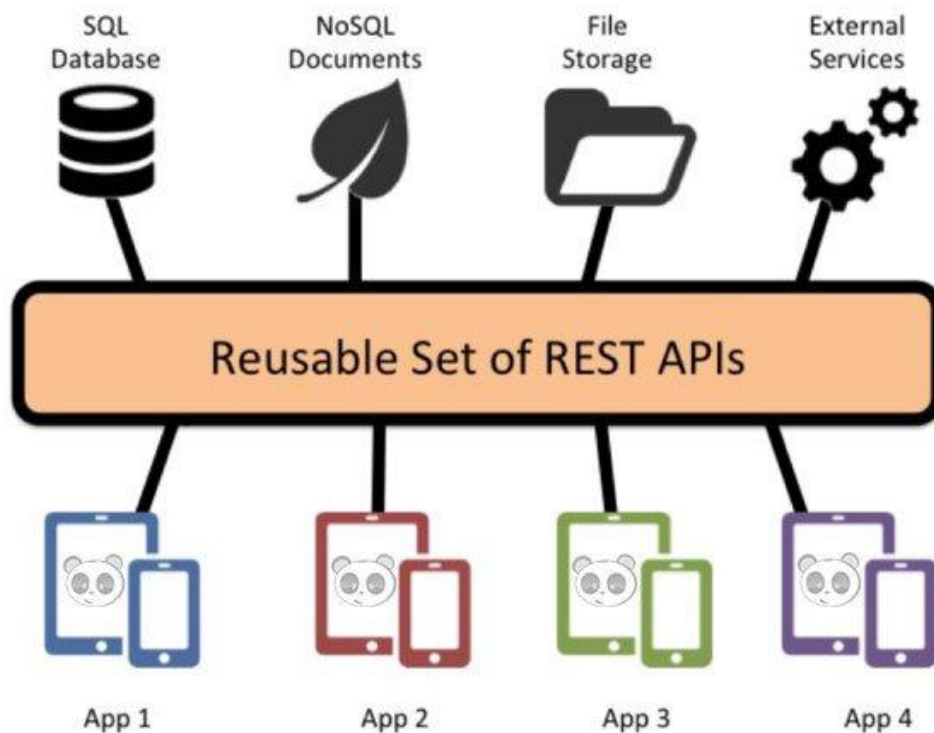 SQL
Database
NoSQL
Documents
File
Storage
External
Services
Reusable Set of REST APIs
App 1
App 2
App 3
App 4